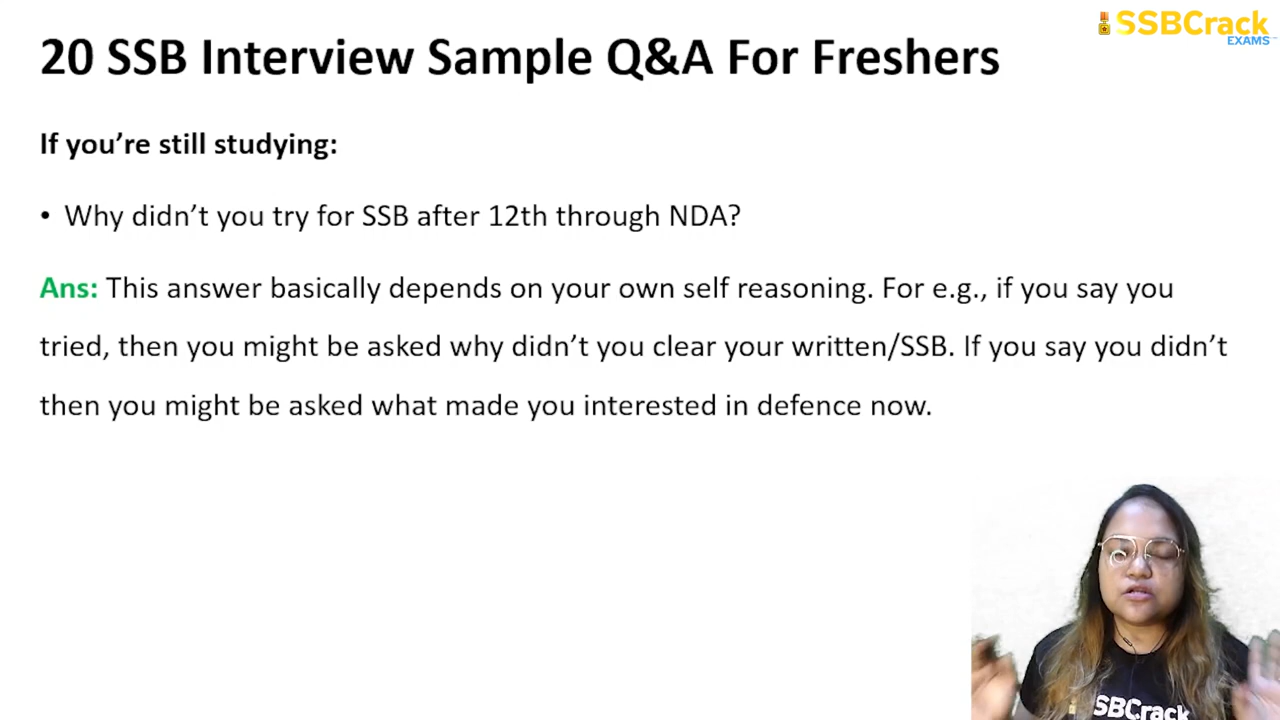 SSBCrack
EXAMS
20 SSB Interview Sample Q&A For Freshers
If you’re still studying:
• Why didn’t you try for SSB after 12th through NDA?
Ans: This answer basically depends on your own self reasoning. For e.g., if you say you
tried, then you might be asked why didn’t you clear your written/SSB. If you say you didn’t
then you might be asked what made you interested in defence now.
SBCrack